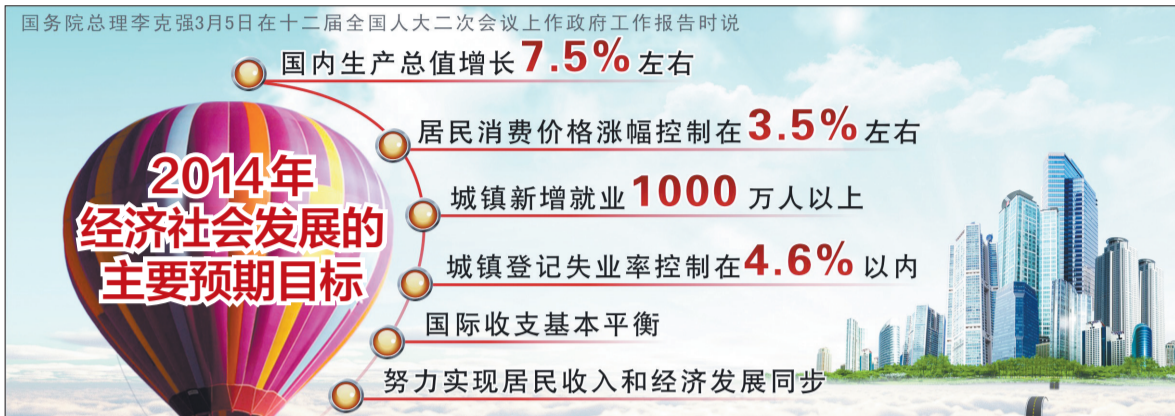 国务院总理李克强3月5日在十二届全国人大二次会议上作政府工作报告时说
国内生产总值增长7.5%左右
居民消费价格涨幅控制在3.5%左右
2014年
经济社会发展的
主要预期目标
城镇新增就业1000万人以上
城镇登记失业率控制在4.6%以内
国际收支基本平衡
努力实现居民收入和经济发展同步